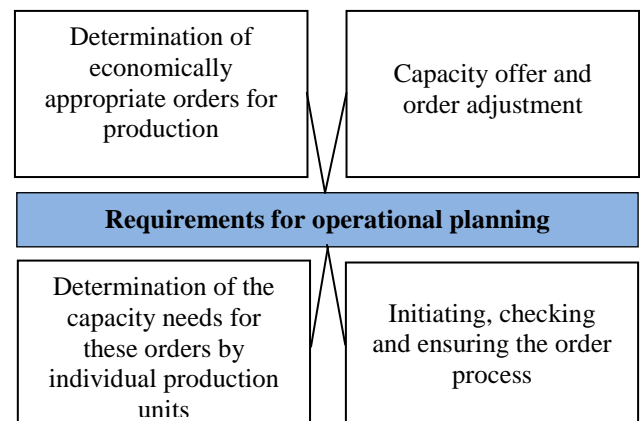 Determination of
economically
appropriate orders for
production
Capacity offer and
order adjustment
Requirements for operational planning
Determination of the
capacity needs for
these orders by
individual production
units
Initiating, checking
and ensuring the order
process